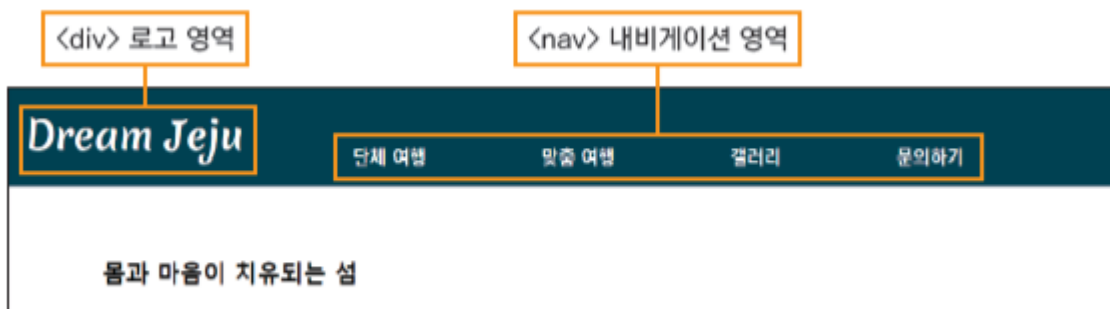 <div> 로고 영역
<nav> 내비게이션 영역
Dream Jeju
단체 여행 맞춤 여행 갤러리 문의하기
몸과 마음이 치유되는 섬